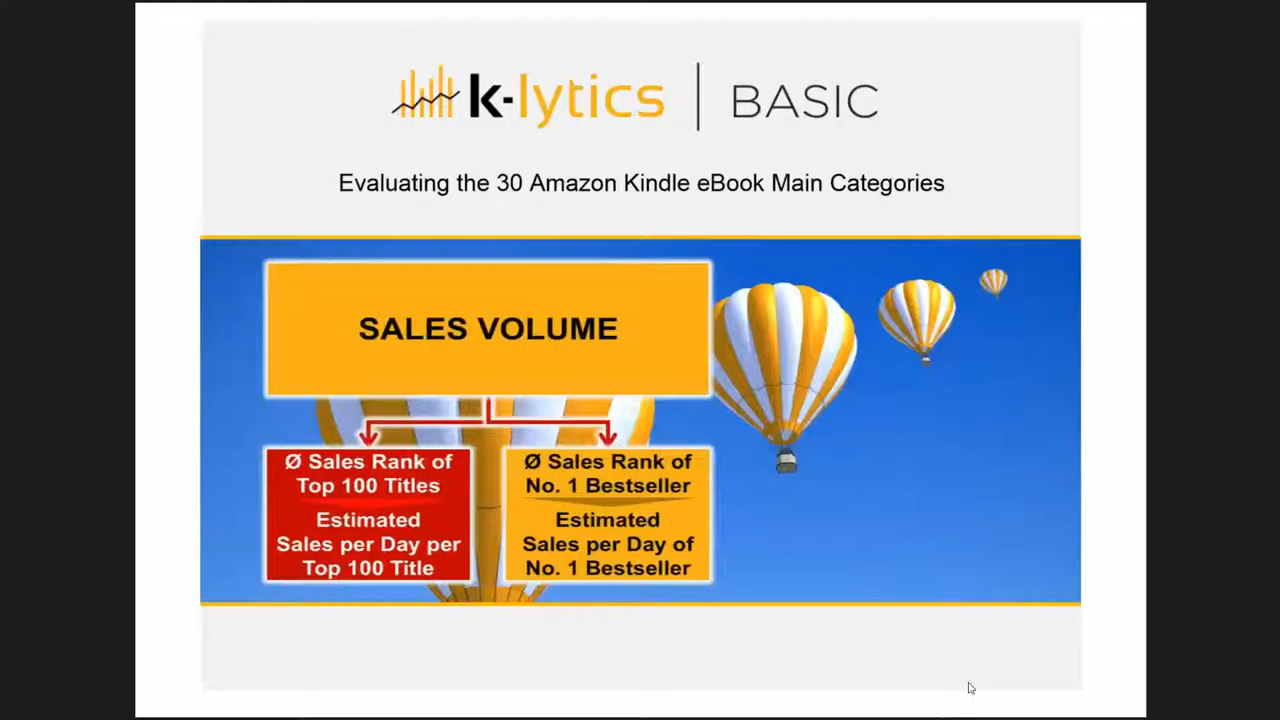 k-lytics | BASIC
Evaluating the 30 Amazon Kindle eBook Main Categories
SALES VOLUME
Ø Sales Rank of
Top 100 Titles
Estimated
Sales per Day per
Top 100 Title
Ø Sales Rank of
No. 1 Bestseller
Estimated
Sales per Day of
No. 1 Bestseller